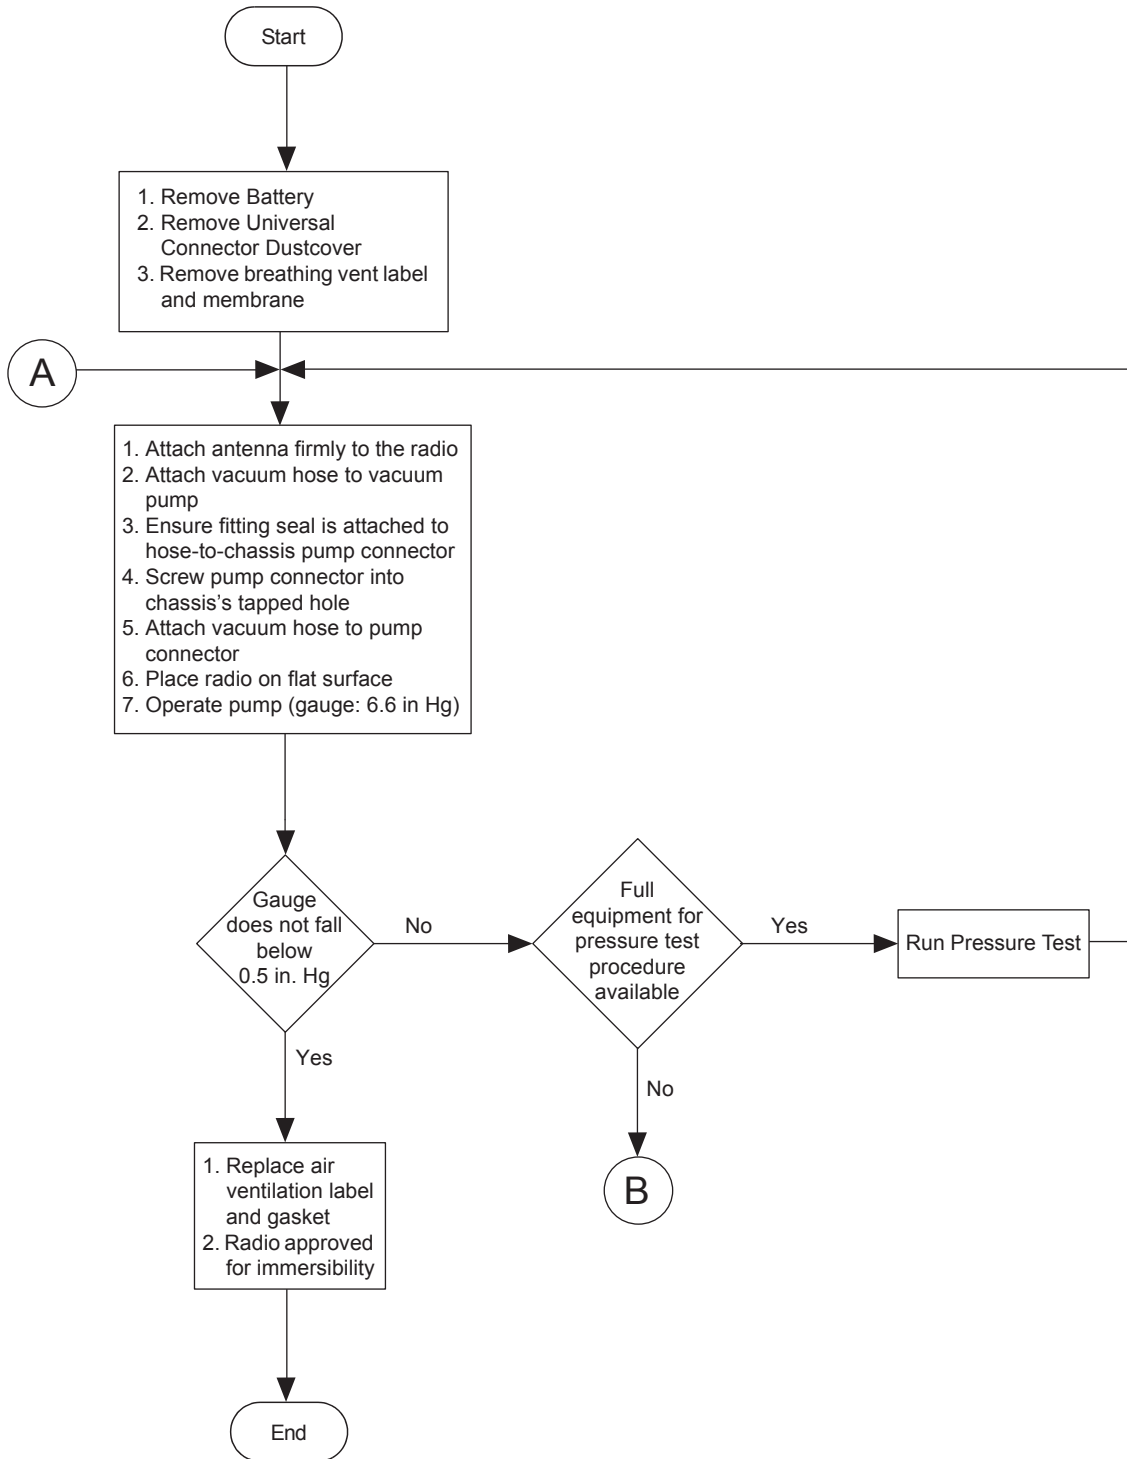 Start
1. Remove Battery
2. Remove Universal
Connector Dustcover
3. Remove breathing vent label
and membrane
A
1. Attach antenna firmly to the radio
2. Attach vacuum hose to vacuum
pump
3. Ensure fitting seal is attached to
hose-to-chassis pump connector
4. Screw pump connector into
chassis's tapped hole
5. Attach vacuum hose to pump
connector
6. Place radio on flat surface
7. Operate pump (gauge: 6.6 in Hg)
Gauge
does not fall
below
0.5 in. Hg
No
Full
equipment for
pressure test
procedure
available
Yes
Run Pressure Test
Yes
No
B
1. Replace air
ventilation label
and gasket
2. Radio approved
for immersibility
End